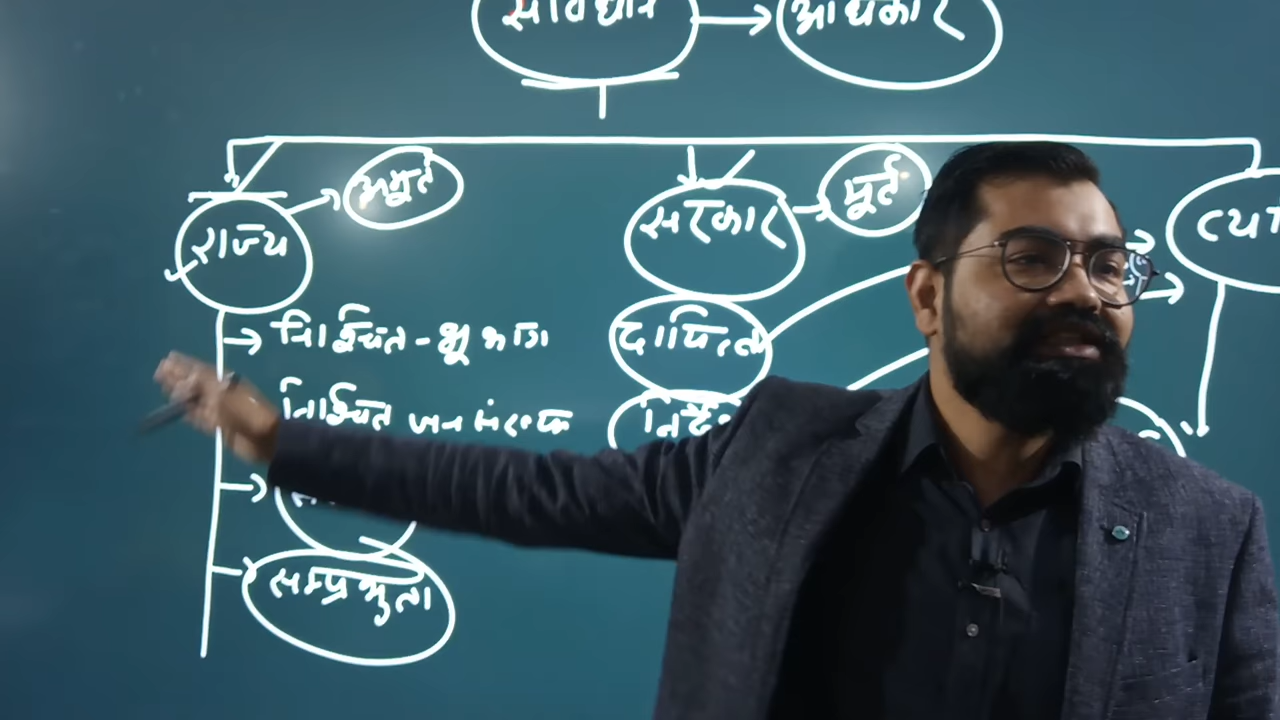 संविधान → अधिकार
राज्य → अमूर्त
सरकार → मूर्त
निश्चित - भू भाग
दायित्व
निश्चित जनसंख्या
सम्प्रभुता